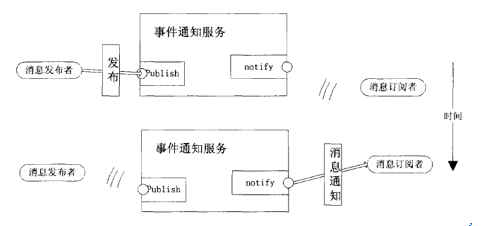 事件通知服务
发布
消息发布者
Publish
notify
消息订阅者
时间
事件通知服务
消息通知
消息发布者
Publish
notify
消息订阅者